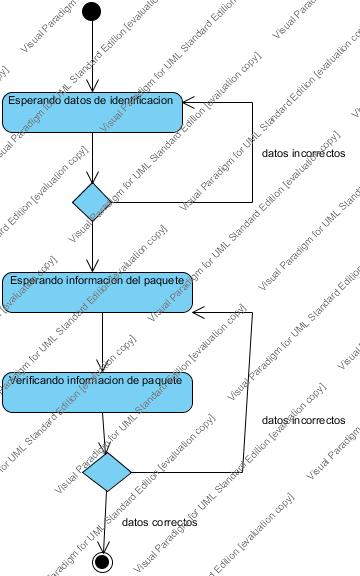 Esperando datos de identificacion
datos incorrectos
Esperando información del paquete
Verificando informacion de paquete
datos incorrectos
datos correctos
Visual Paradigm for UML Standard Edition [evaluation copy]